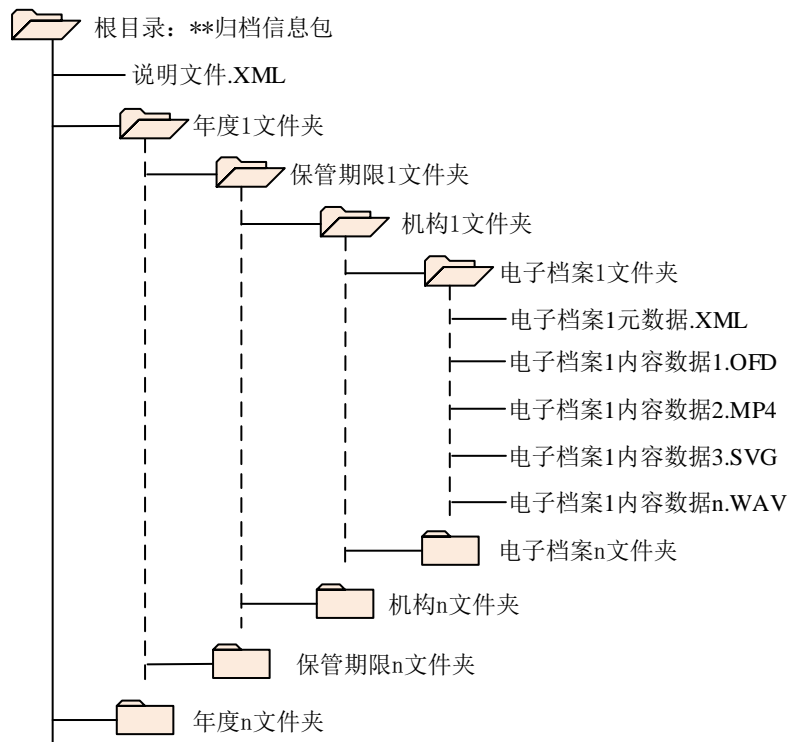 根目录：**归档信息包
说明文件.XML
年度1文件夹
保管期限1文件夹
机构1文件夹
电子档案1文件夹
电子档案1元数据.XML
电子档案1内容数据1.OFD
电子档案1内容数据2.MP4
电子档案1内容数据3.SVG
电子档案1内容数据n.WAV
电子档案n文件夹
机构n文件夹
保管期限n文件夹
年度n文件夹